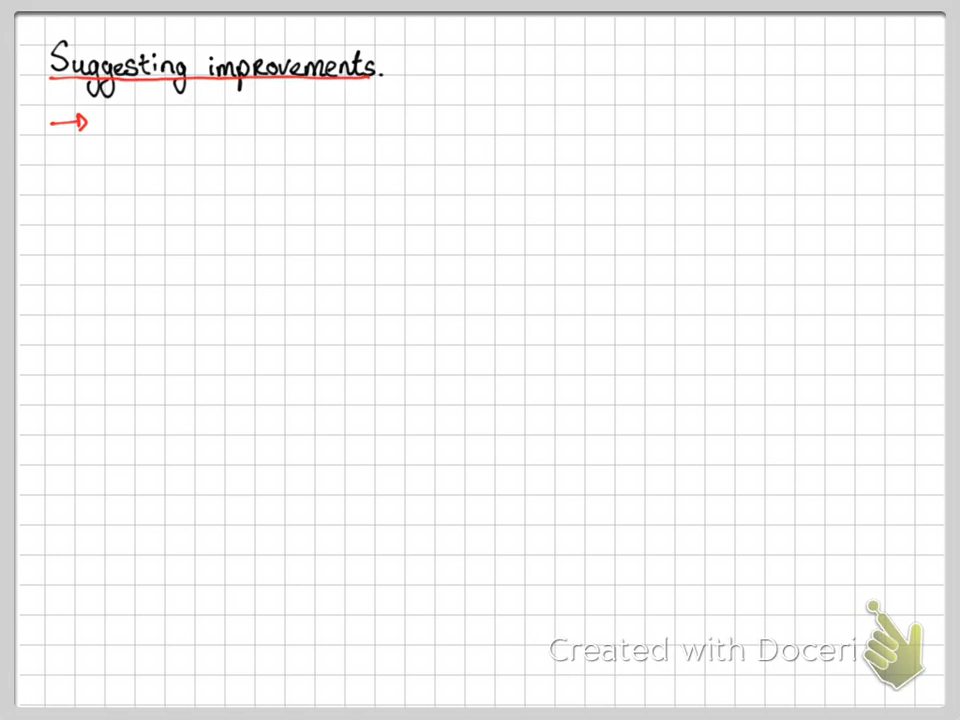 Suggesting improvements.
→
Created with Doceri